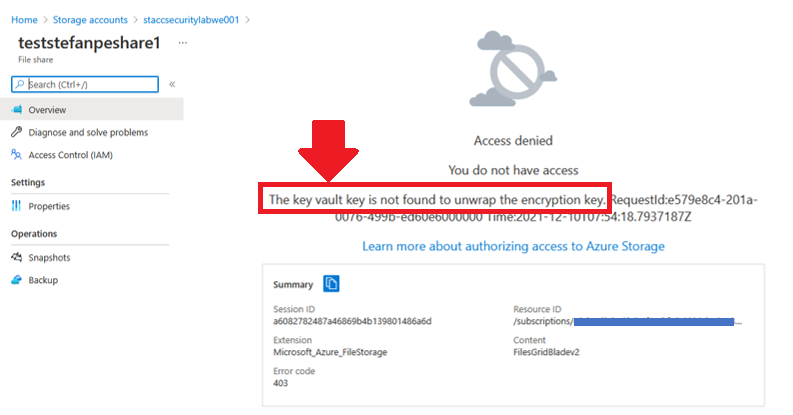 Home > Storage accounts > staccsecuritylabwe001 >
teststefanpeshare1 ...
File share
Search (Ctrl+/) «
Overview
Diagnose and solve problems
Access Control (IAM)
Settings
Properties
Operations
Snapshots
Backup
Access denied
You do not have access
The key vault key is not found to unwrap the encryption key. RequestId:e579e8c4-201a-
0076-499b-ed60e6000000 Time:2021-12-10T07:54:18.7937187Z
Learn more about authorizing access to Azure Storage
Summary
Session ID
a6082782487a46869b4b139801486a6d
Resource ID
/subscriptions/ ...
Extension
Microsoft_Azure_FileStorage
Content
FilesGridBladev2
Error code
403